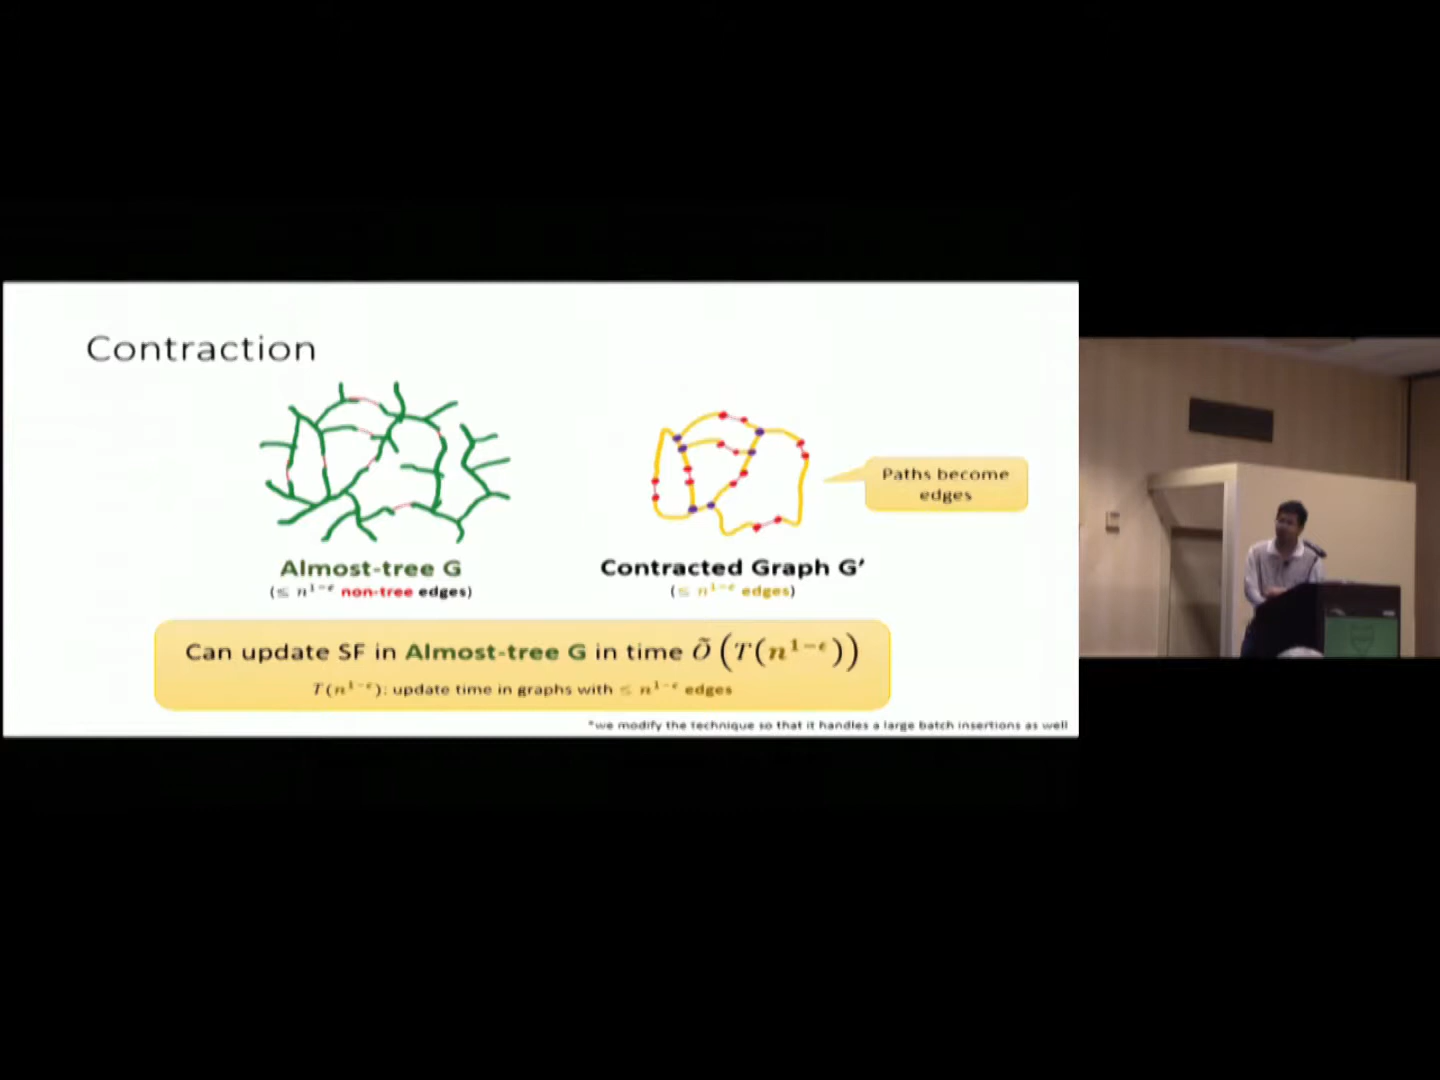 Contraction
Paths become
edges
Almost-tree G
(≤ n^{1−ϵ} non-tree edges)
Contracted Graph G′
(≤ n^{1−ϵ} edges)
Can update SF in Almost-tree G in time Õ(T(n^{1−ϵ}))
T(n^{1−ϵ}): update time in graphs with ≤ n^{1−ϵ} edges
*we modify the technique so that it handles a large batch insertions as well